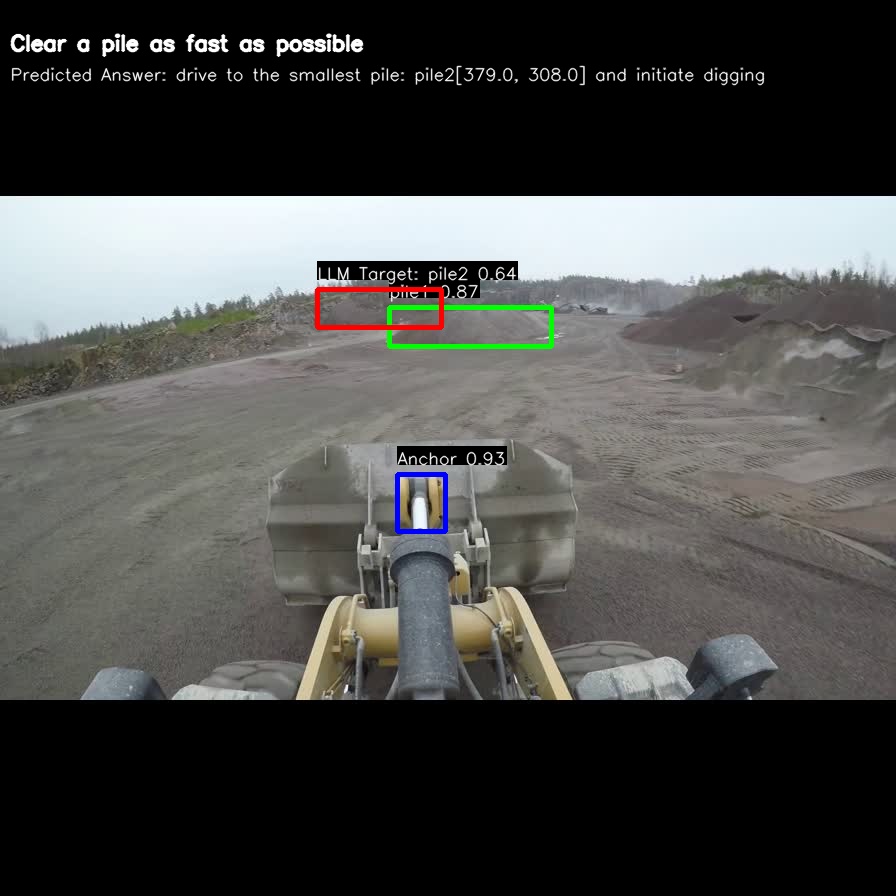 Clear a pile as fast as possible
Predicted Answer: drive to the smallest pile: pile2[379.0, 308.0] and initiate digging
LLM Target: pile2 0.64
pile1 0.87
Anchor 0.93